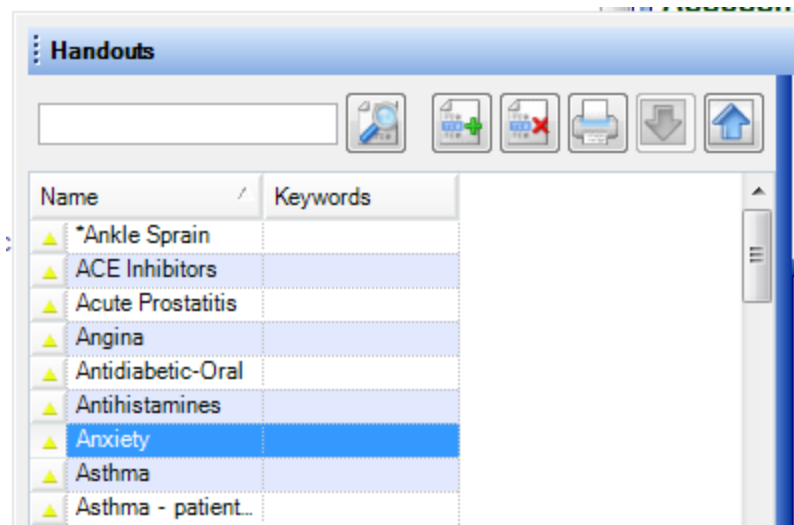 Handouts
Name Keywords
*Ankle Sprain
ACE Inhibitors
Acute Prostatitis
Angina
Antidiabetic-Oral
Antihistamines
Anxiety
Asthma
Asthma - patient...